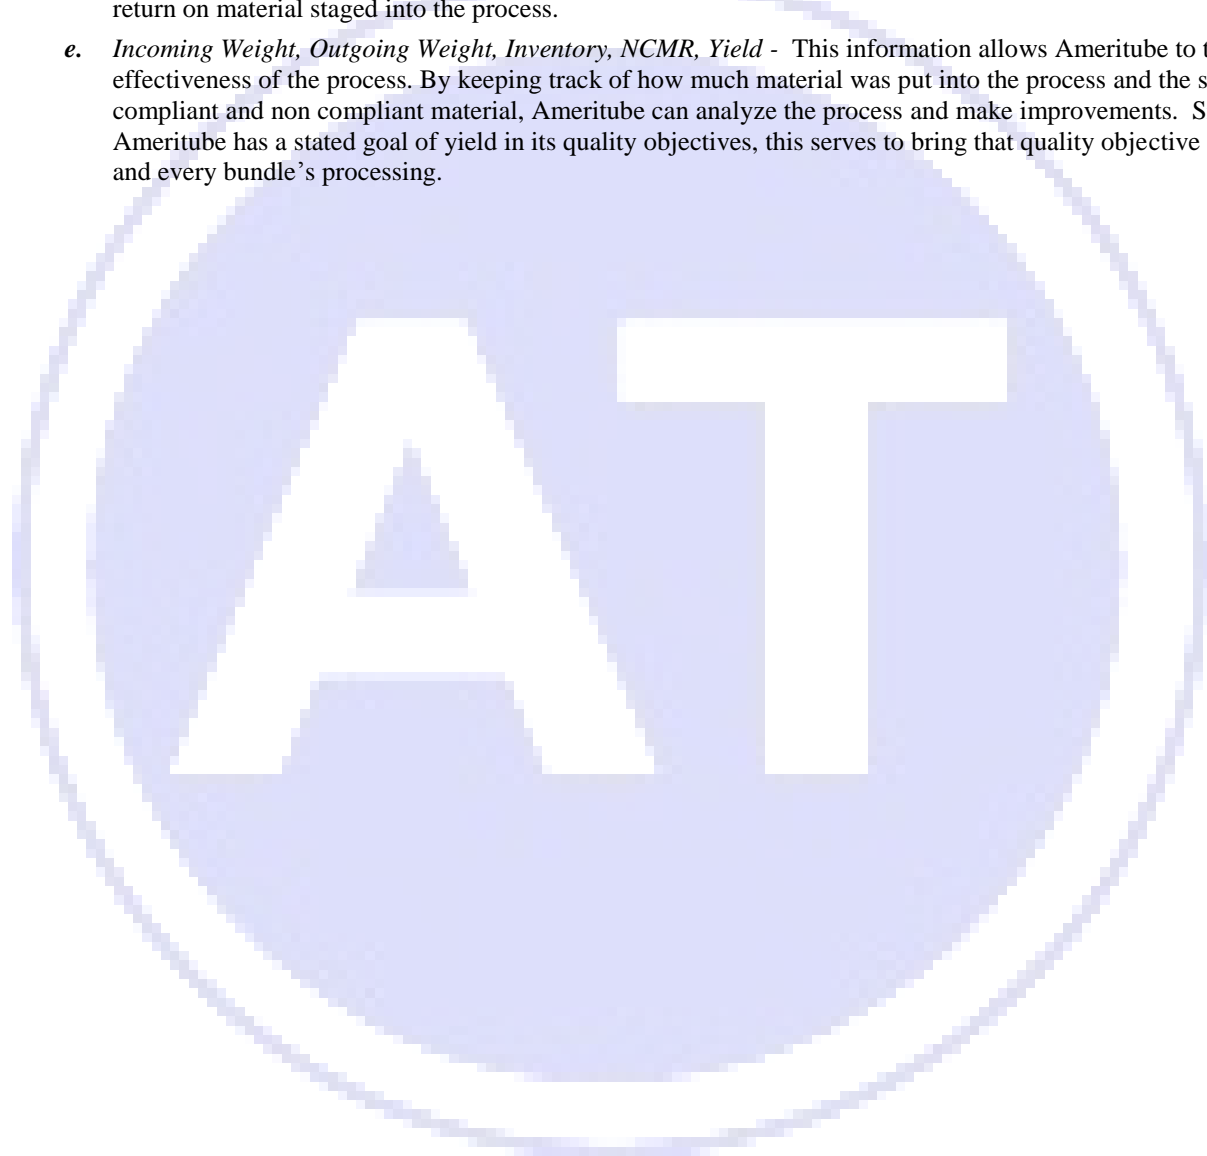 return on material staged into the process.
e. Incoming Weight, Outgoing Weight, Inventory, NCMR, Yield - This information allows Ameritube to
effectiveness of the process. By keeping track of how much material was put into the process and the
compliant and non compliant material, Ameritube can analyze the process and make improvements.
Ameritube has a stated goal of yield in its quality objectives, this serves to bring that quality objective
and every bundle’s processing.
AT